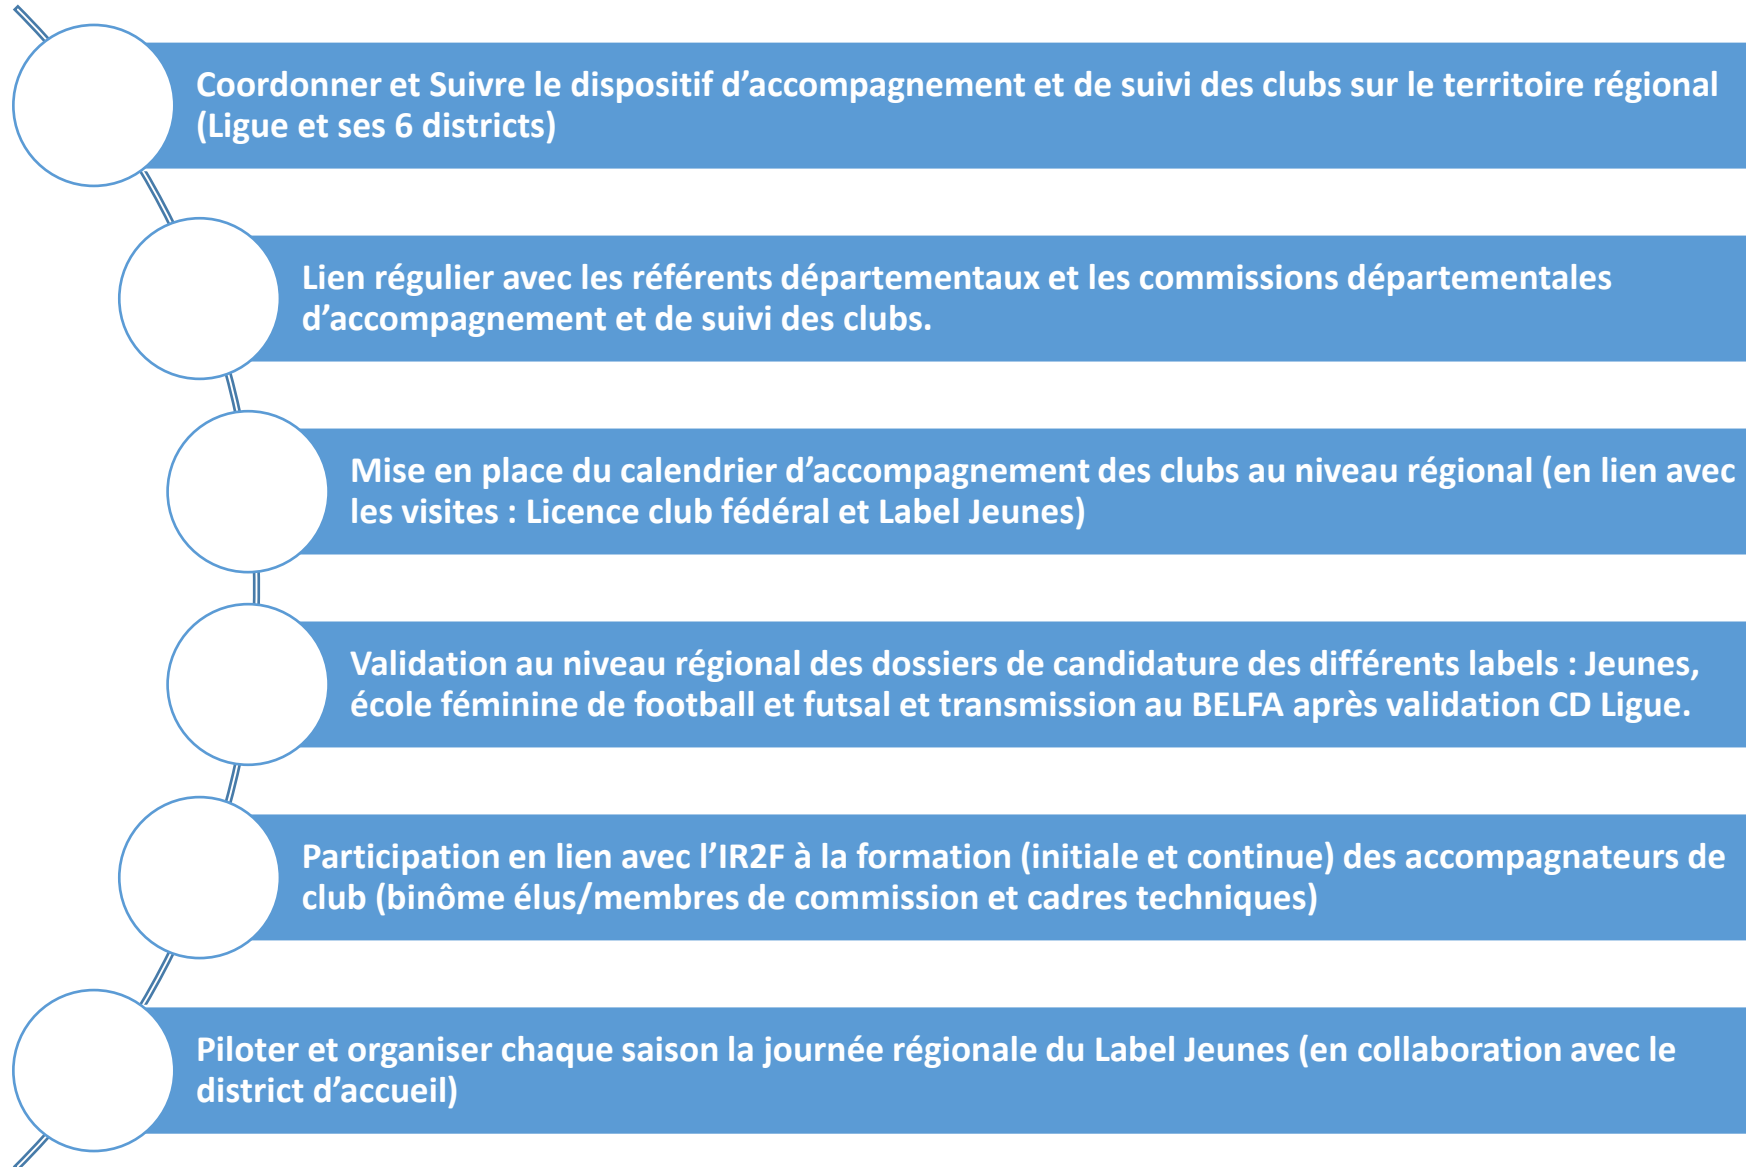 Coordonner et Suivre le dispositif d’accompagnement et de suivi des clubs sur le territoire régional
(Ligue et ses 6 districts)
Lien régulier avec les référents départementaux et les commissions départementales
d’accompagnement et de suivi des clubs.
Mise en place du calendrier d’accompagnement des clubs au niveau régional (en lien avec
les visites : Licence club fédéral et Label Jeunes)
Validation au niveau régional des dossiers de candidature des différents labels : Jeunes,
école féminine de football et futsal et transmission au BELFA après validation CD Ligue.
Participation en lien avec l’IR2F à la formation (initiale et continue) des accompagnateurs de
club (binôme élus/membres de commission et cadres techniques)
Piloter et organiser chaque saison la journée régionale du Label Jeunes (en collaboration avec le
district d’accueil)